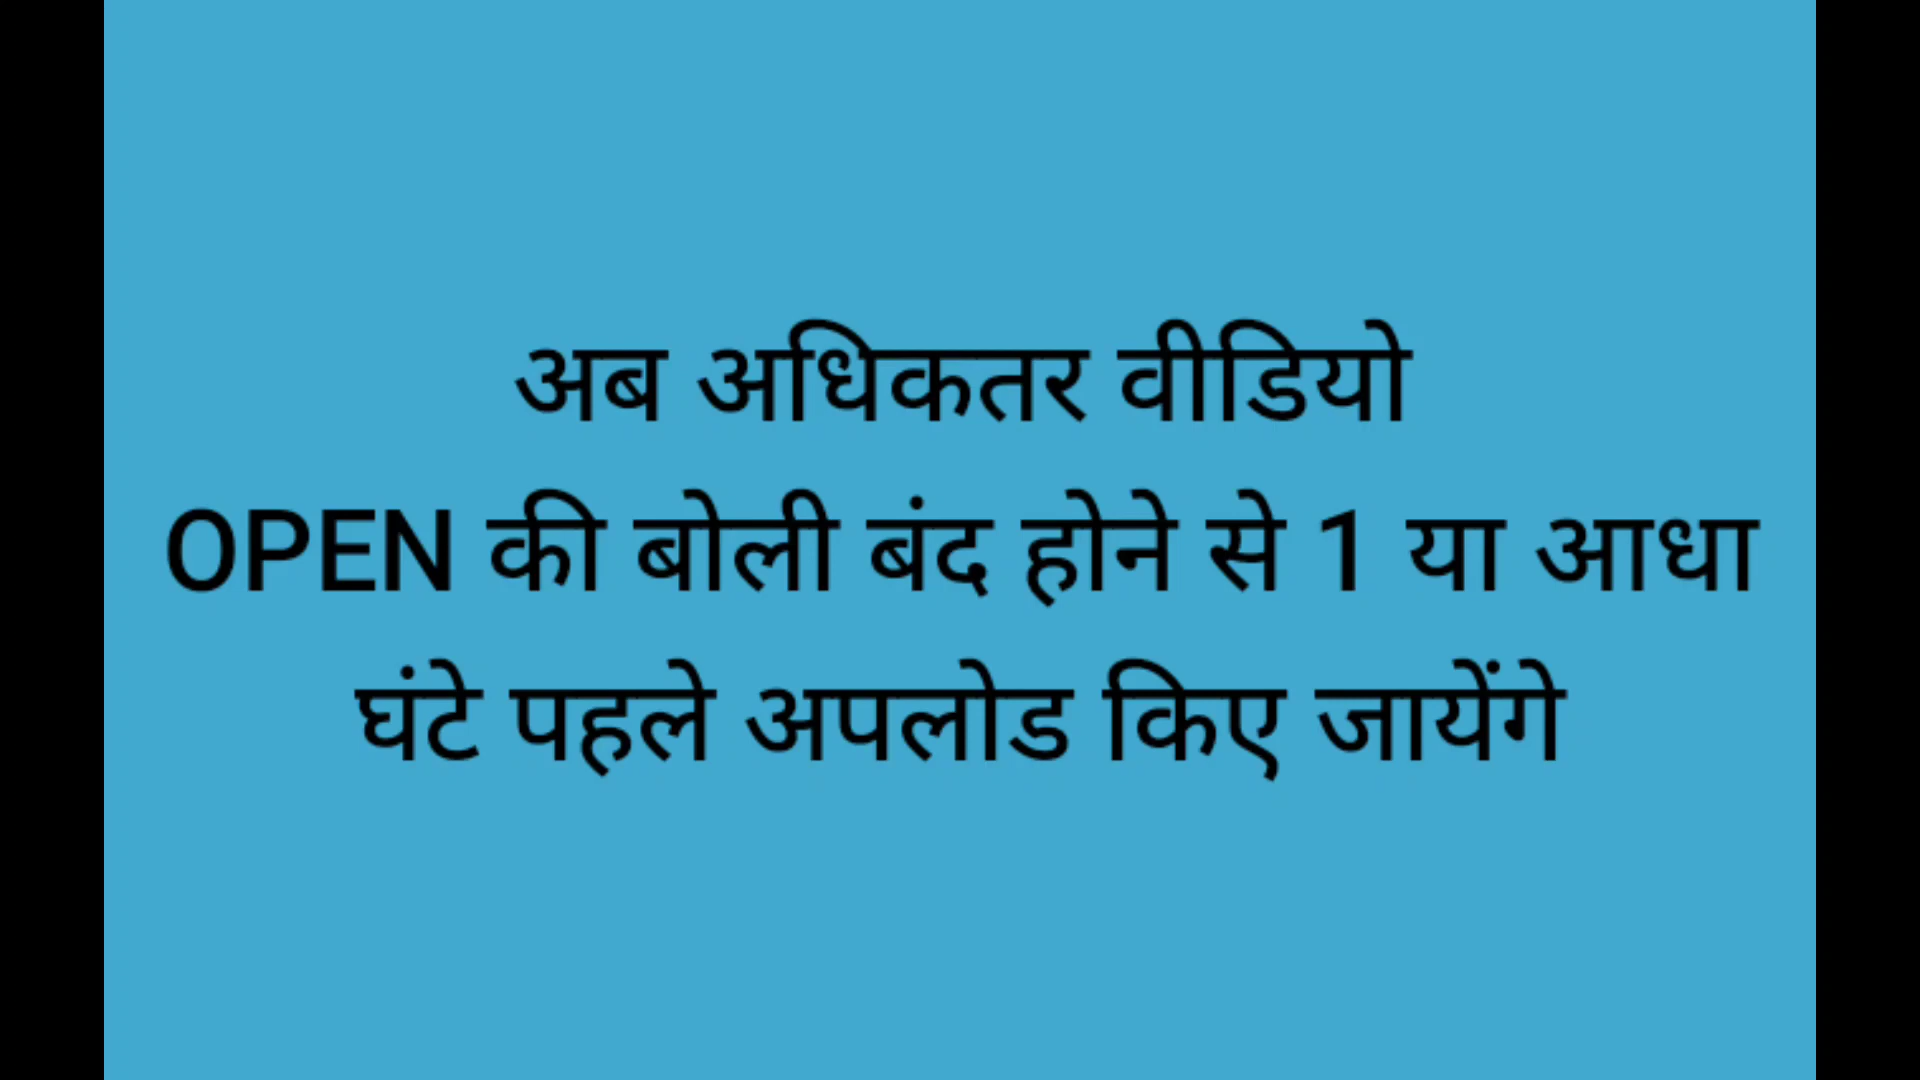 अब अधिकतर वीडियो
OPEN की बोली बंद होने से 1 या आधा
घंटे पहले अपलोड किए जायेंगे